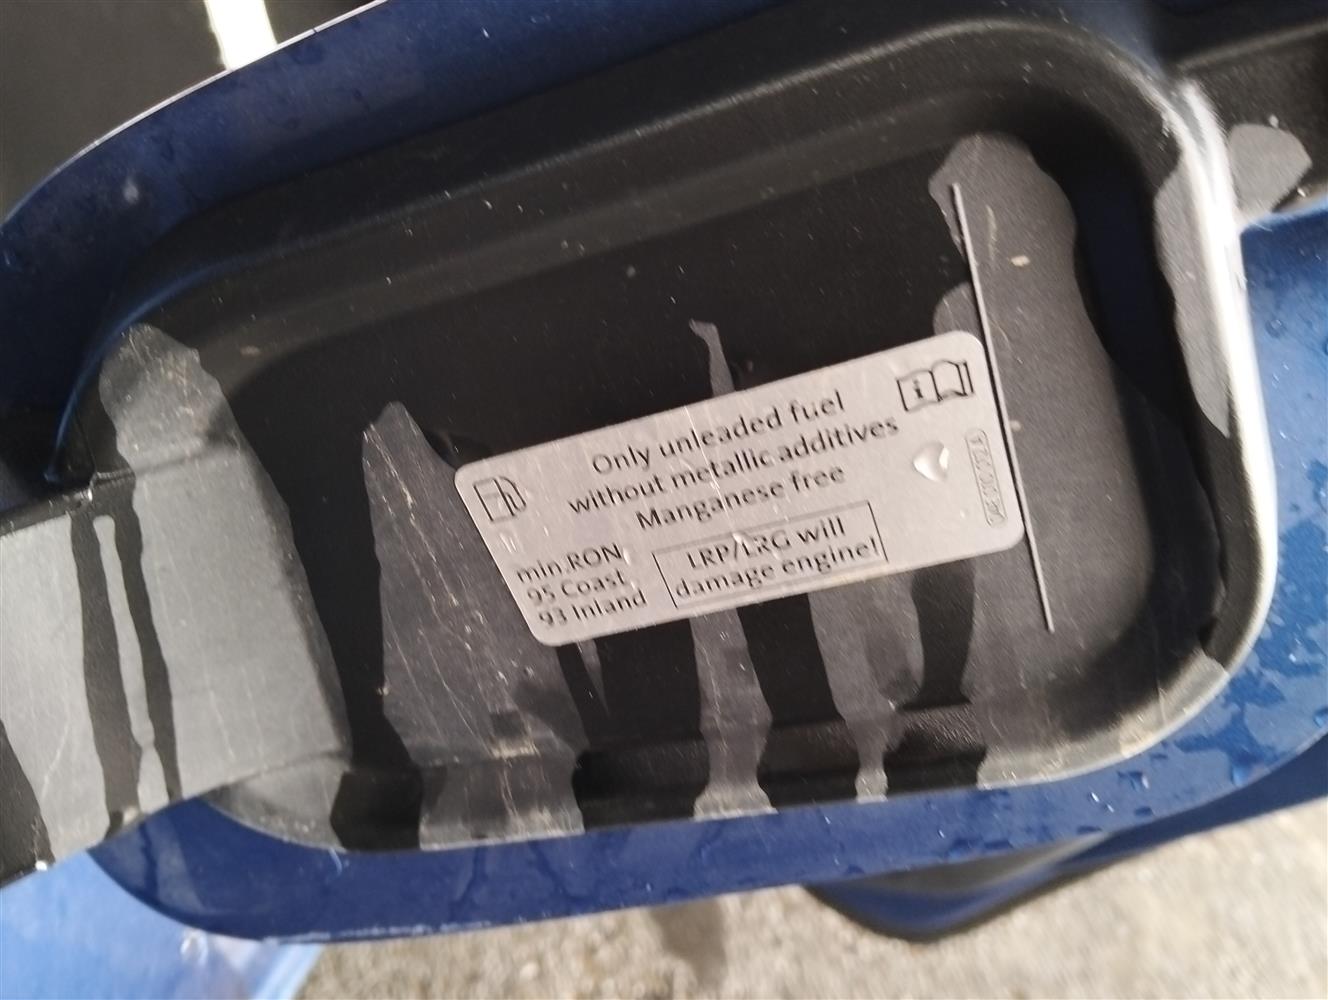 Only unleaded fuel
without metallic additives
Manganese free
min.RON
95 Coast
93 Inland
LRP/LRG will
damage engine!